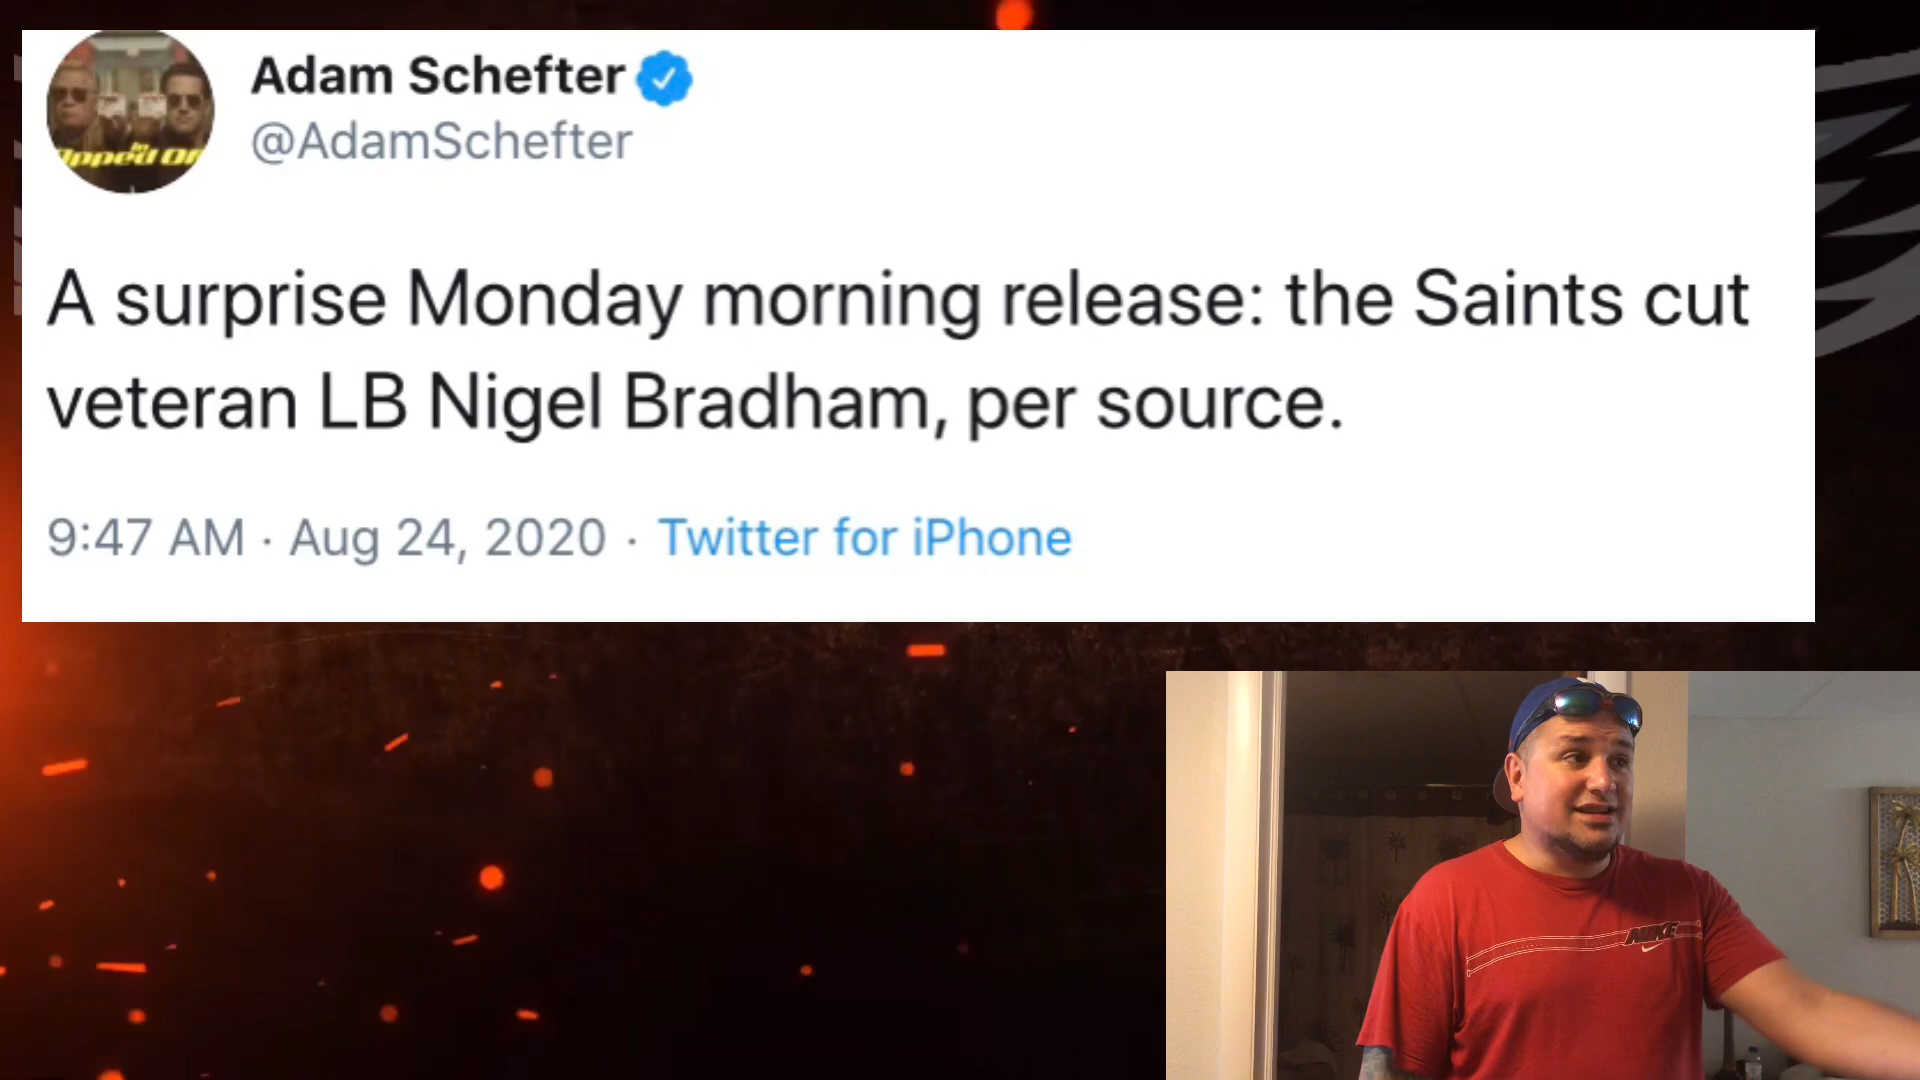 Adam Schefter
@AdamSchefter
A surprise Monday morning release: the Saints cut
veteran LB Nigel Bradham, per source.
9:47 AM · Aug 24, 2020 · Twitter for iPhone
NIKE